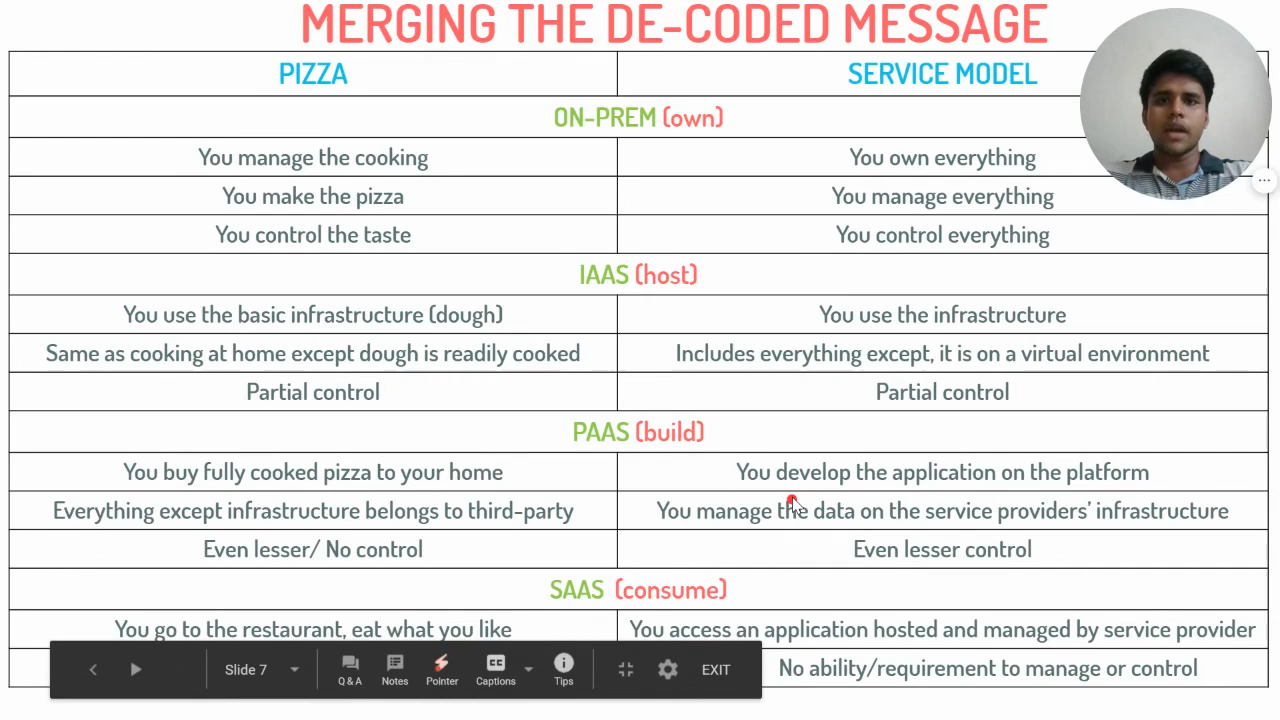 MERGING THE DE-CODED MESSAGE
PIZZA
SERVICE MODEL
ON-PREM (own)
You manage the cooking
You own everything
You make the pizza
You manage everything
You control the taste
You control everything
IAAS (host)
You use the basic infrastructure (dough)
You use the infrastructure
Same as cooking at home except dough is readily cooked
Includes everything except, it is on a virtual environment
Partial control
Partial control
PAAS (build)
You buy fully cooked pizza to your home
You develop the application on the platform
Everything except infrastructure belongs to third-party
You manage the data on the service providers’ infrastructure
Even lesser/ No control
Even lesser control
SAAS (consume)
You go to the restaurant, eat what you like
You access an application hosted and managed by service provider
No ability/requirement to manage or control
Slide 7
Q & A
Notes
Pointer
CC
Captions
Tips
EXIT